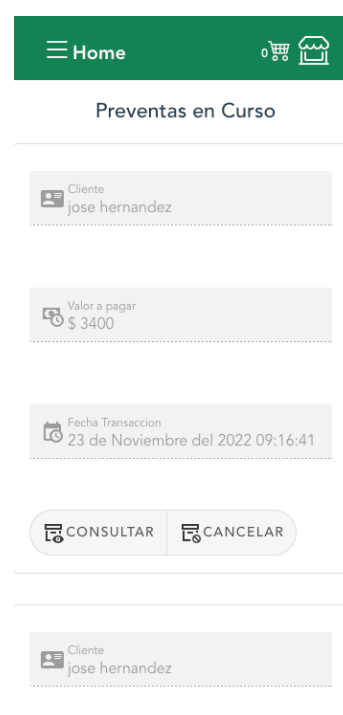 Home
0
Preventas en Curso
Cliente
jose hernandez
Valor a pagar
$ 3400
Fecha Transaccion
23 de Noviembre del 2022 09:16:41
CONSULTAR CANCELAR
Cliente
jose hernandez